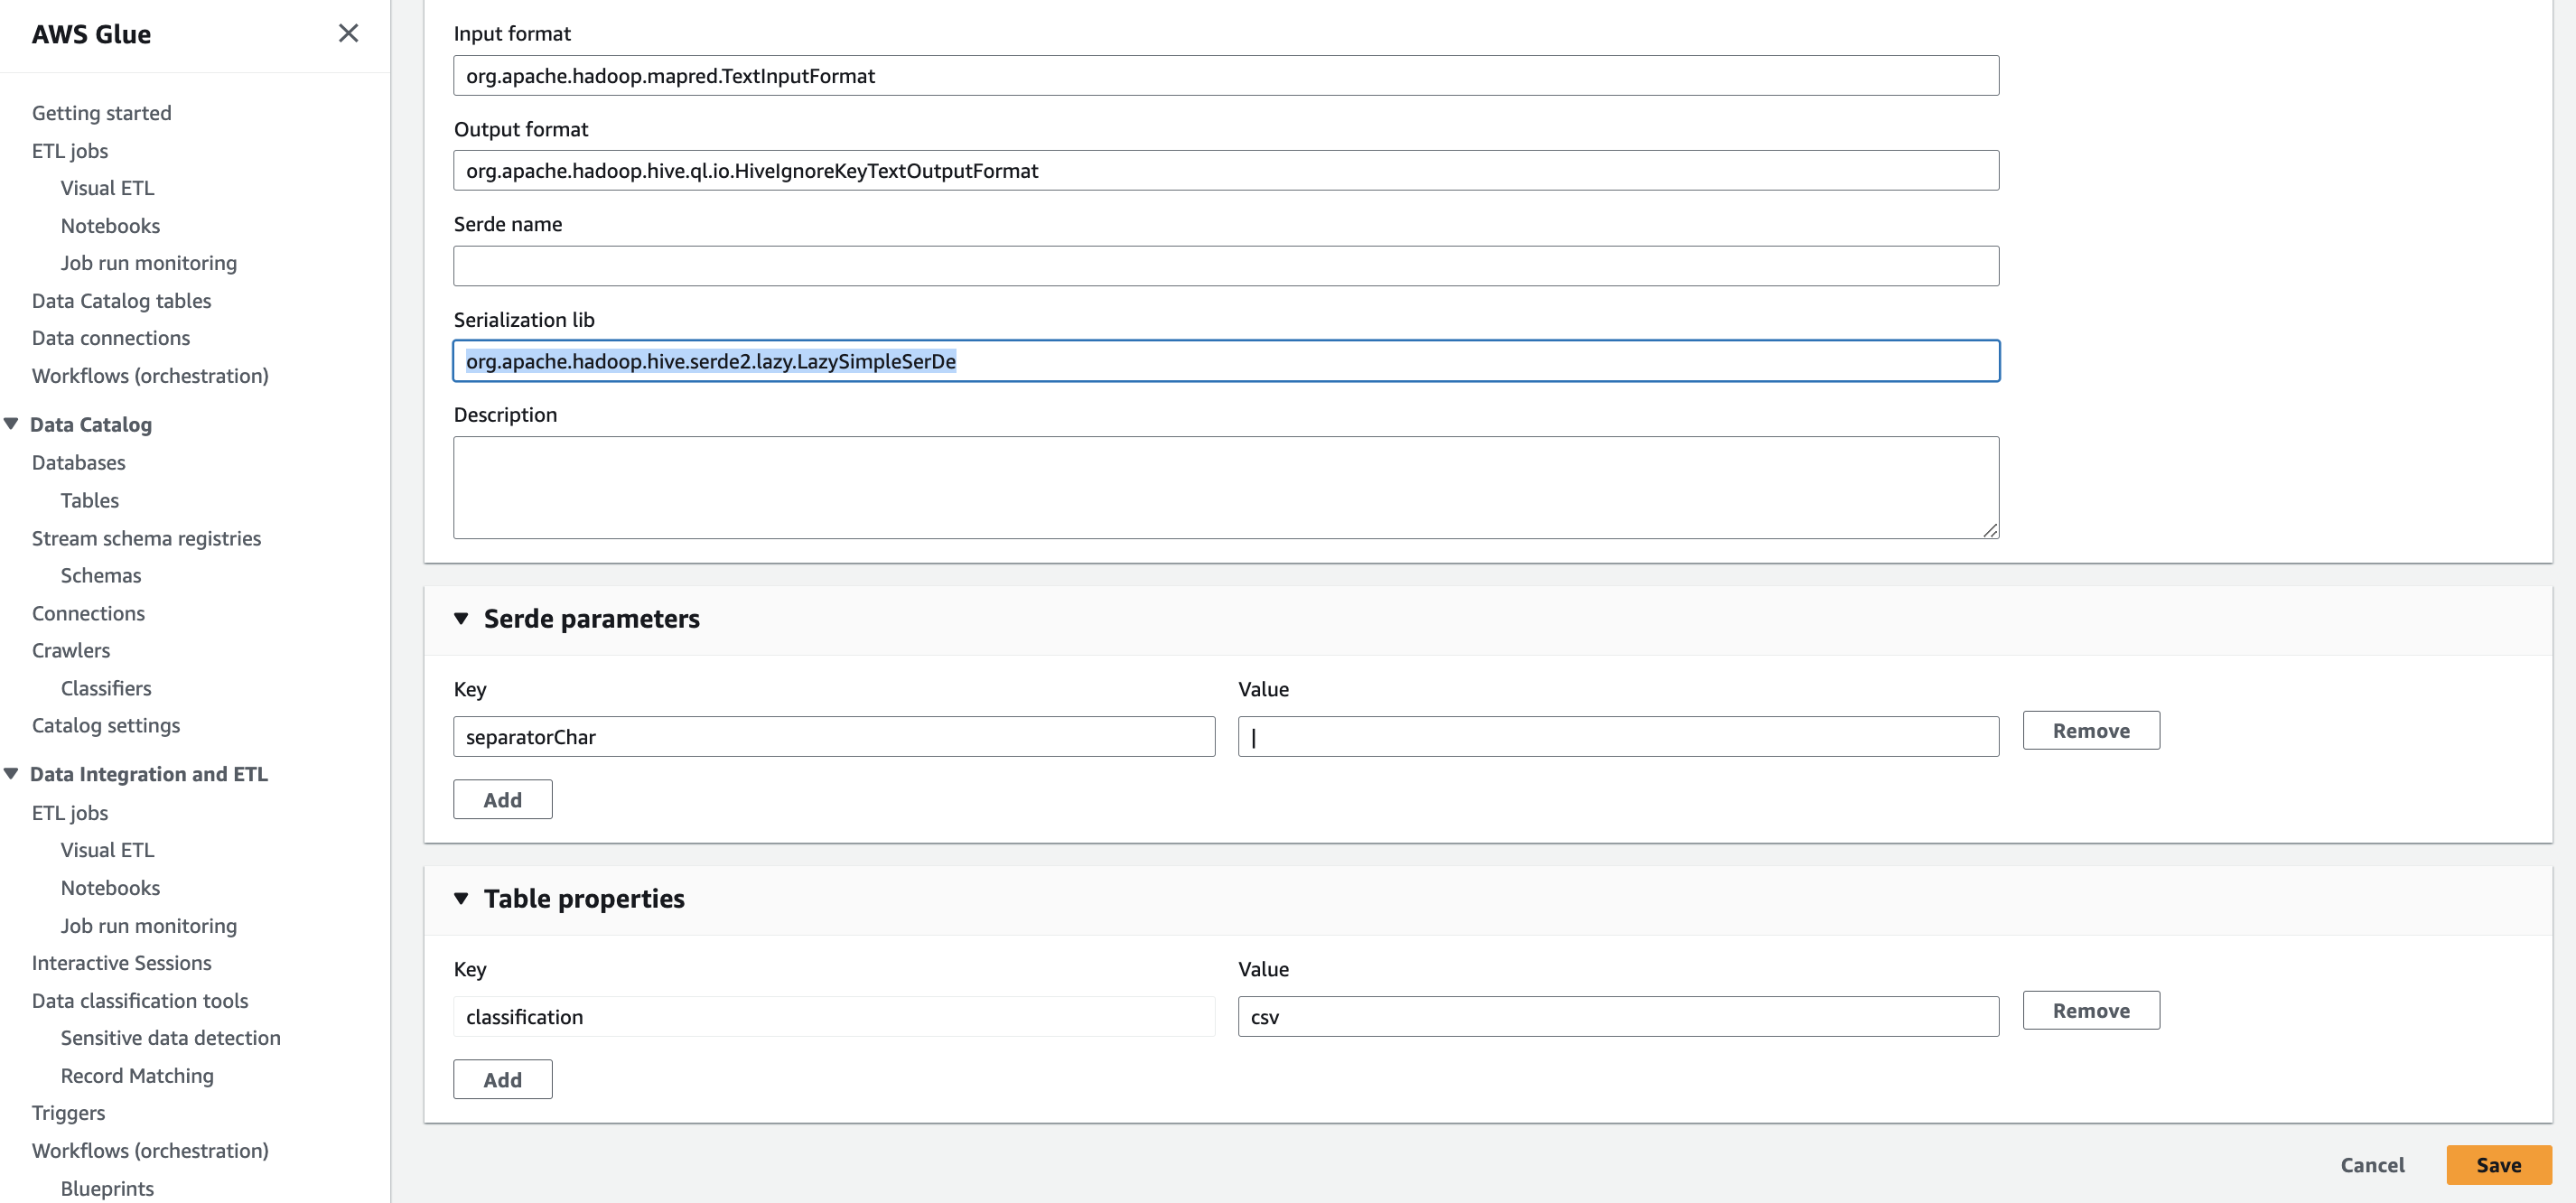 AWS Glue
Getting started
ETL jobs
Visual ETL
Notebooks
Job run monitoring
Data Catalog tables
Data connections
Workflows (orchestration)
Data Catalog
Databases
Tables
Stream schema registries
Schemas
Connections
Crawlers
Classifiers
Catalog settings
Data Integration and ETL
ETL jobs
Visual ETL
Notebooks
Job run monitoring
Interactive Sessions
Data classification tools
Sensitive data detection
Record Matching
Triggers
Workflows (orchestration)
Blueprints
Input format
org.apache.hadoop.mapred.TextInputFormat
Output format
org.apache.hadoop.hive.ql.io.HiveIgnoreKeyTextOutputFormat
Serde name
Serialization lib
org.apache.hadoop.hive.serde2.lazy.LazySimpleSerDe
Description
Serde parameters
Key Value
separatorChar | Remove
Add
Table properties
Key Value
classification csv Remove
Add
Cancel Save